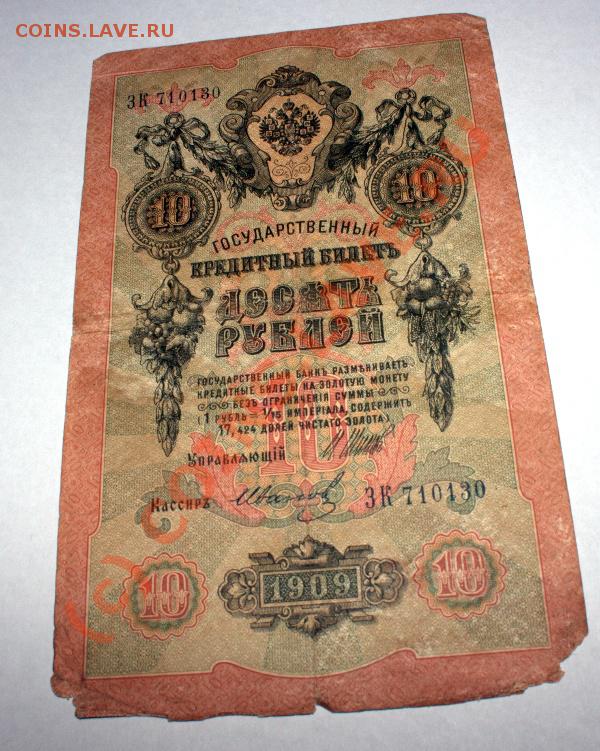 COINS.LAVE.RU
ЗК 710130
10 10
ГОСУДАРСТВЕННЫЙ
КРЕДИТНЫЙ БИЛЕТЪ
ДЕСЯТЬ
РУБЛЕЙ
ГОСУДАРСТВЕННЫЙ БАНКЪ РАЗМѢНИВАЕТЪ
КРЕДИТНЫЕ БИЛЕТЫ НА ЗОЛОТУЮ МОНЕТУ
БЕЗЪ ОГРАНИЧЕНІЯ СУММЫ
(1 РУБЛЬ = 1/15 ИМПЕРІАЛА, СОДЕРЖИТЪ
17,424 ДОЛЕЙ ЧИСТАГО ЗОЛОТА)
10
УПРАВЛЯЮЩІЙ
Кассиръ
ЗК 710130
10 1909 10